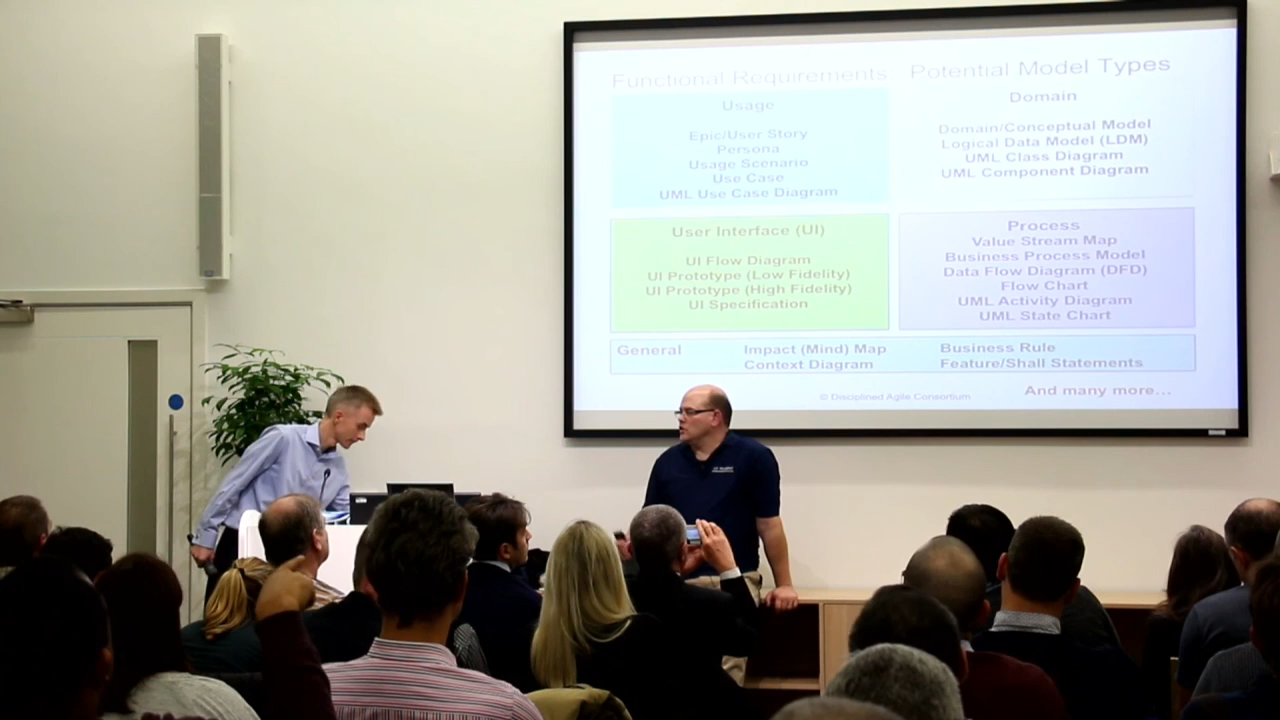 Functional Requirements
Potential Model Types
Usage
Epic/User Story
Persona
Usage Scenario
Use Case
UML Use Case Diagram
Domain
Domain/Conceptual Model
Logical Data Model (LDM)
UML Class Diagram
UML Component Diagram
User Interface (UI)
UI Flow Diagram
UI Prototype (Low Fidelity)
UI Prototype (High Fidelity)
UI Specification
Process
Value Stream Map
Business Process Model
Data Flow Diagram (DFD)
Flow Chart
UML Activity Diagram
UML State Chart
General
Impact (Mind) Map
Context Diagram
Business Rule
Feature/Shall Statements
© Disciplined Agile Consortium
And many more...